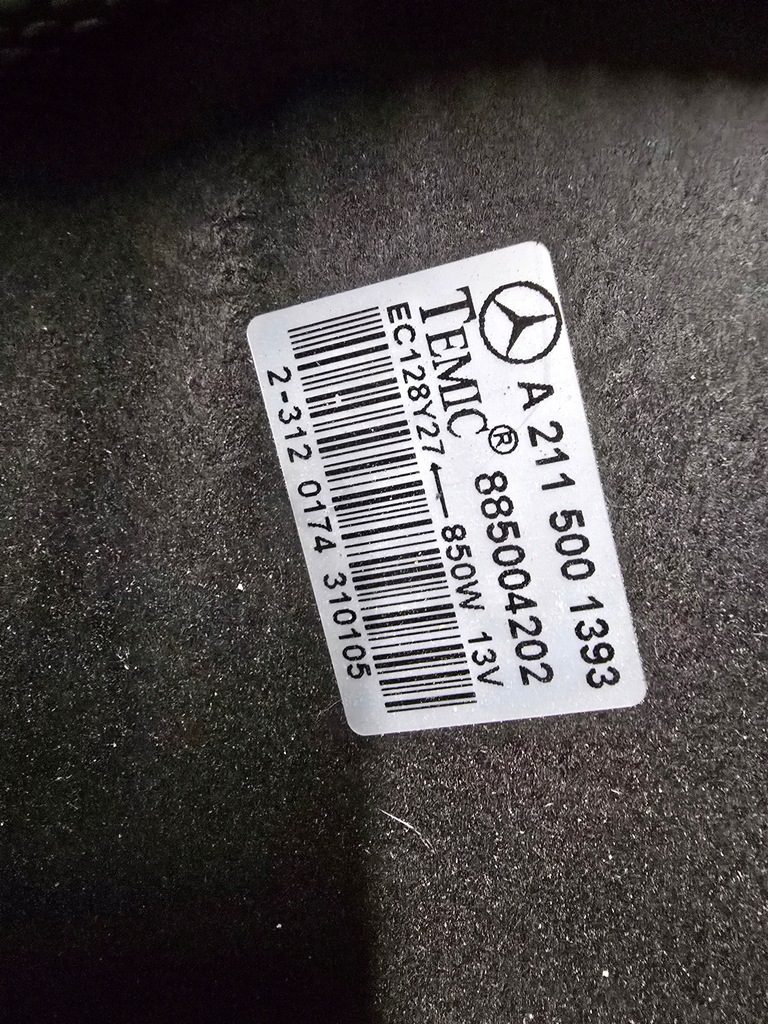 A 211 500 1393
TEMIC® 885004202
EC128Y27 ← 850W 13V
2-312 0174 310105